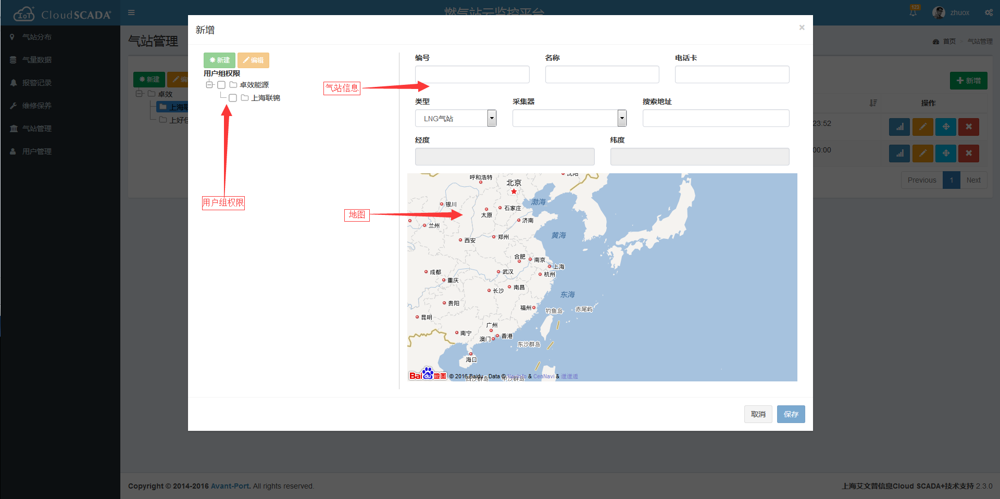 IoT CloudSCADA+
燃气站云监控平台
123
zhuox
气站分布
气量数据
报警记录
维修保养
气站管理
用户管理
气站管理
首页 > 气站管理
新建
卓效
上海联
新增
操作
23:52
00:00
Previous 1 Next
新增
×
新建 编辑
用户组权限
卓效能源
上海联锦
用户组权限
气站信息
地图
编号 名称 电话卡
类型 采集器 搜索地址
LNG气站
经度 纬度
呼和浩特
沈阳
北京
渤海
银川
石家庄
太原
济南
兰州
黄海
郑州
西安
合肥
南京
上海
成都
武汉
杭州
重庆
南昌
长沙
东海
贵阳
福州
钓鱼岛
赤尾屿
昆明
广州
南宁
香港
澳门
东沙群岛
海口
Bai du 地图
© 2016 Baidu - Data © NavInfo & CenNavi & 道道通
西沙群岛
中沙群岛
取消 保存
Copyright © 2014-2016 Avant-Port. All rights reserved.
上海艾文普信息Cloud SCADA+技术支持 2.3.0